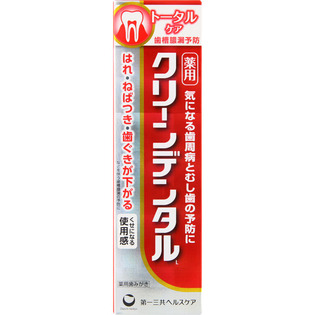 トータル
ケア
歯槽膿漏予防
薬用
クリーンデンタル
L
気になる歯周病とむし歯の予防に
はれ・ねばつき・歯ぐきが下がる
くせになる
使用感
薬用歯みがき
第一三共ヘルスケア